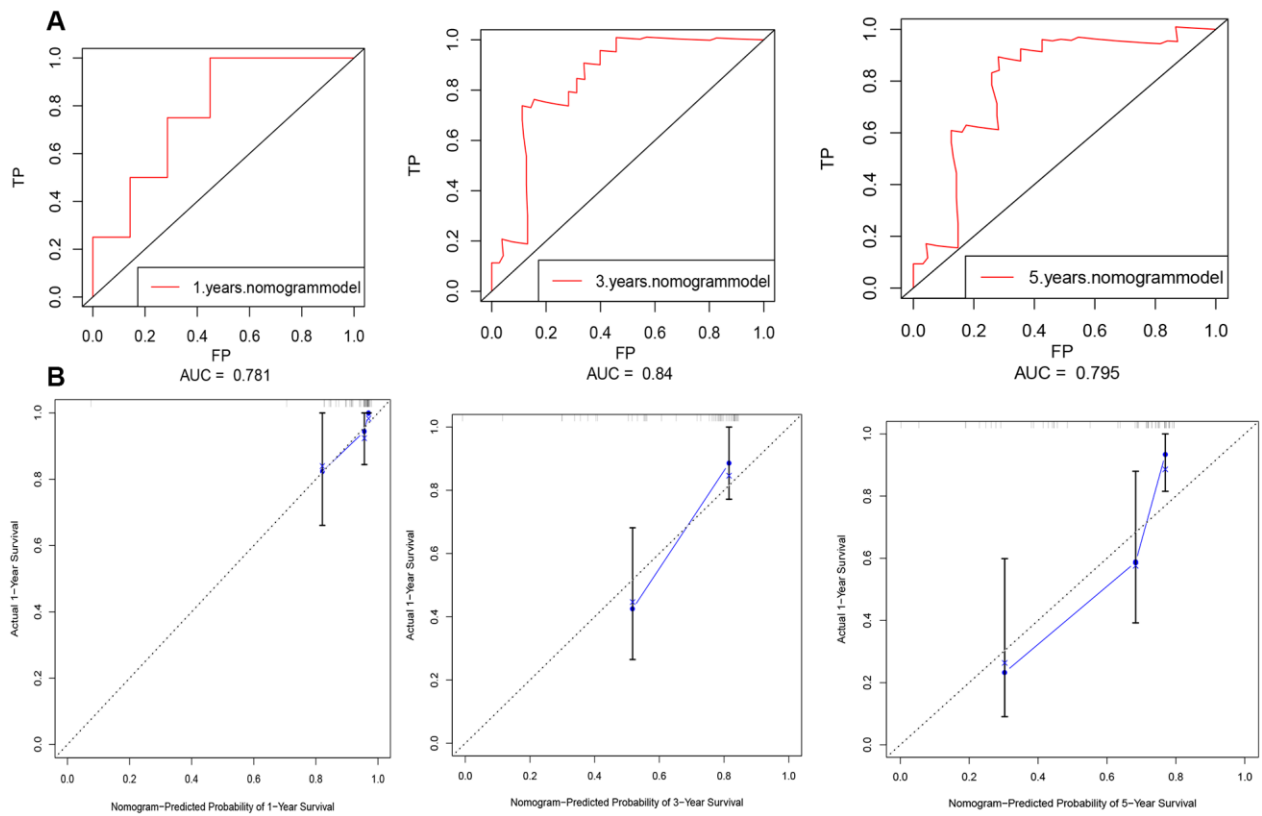 A
1.0
0.8
0.6
0.4
0.2
0.0
TP
1.years.nomogrammodel
0.0 0.2 0.4 0.6 0.8 1.0
FP
AUC = 0.781
1.0
0.8
0.6
0.4
0.2
0.0
TP
3.years.nomogrammodel
0.0 0.2 0.4 0.6 0.8 1.0
FP
AUC = 0.84
1.0
0.8
0.6
0.4
0.2
0.0
TP
5.years.nomogrammodel
0.0 0.2 0.4 0.6 0.8 1.0
FP
AUC = 0.795
B
1.0
0.8
0.6
0.4
0.2
0.0
Actual 1-Year Survival
0.0 0.2 0.4 0.6 0.8 1.0
Nomogram-Predicted Probability of 1-Year Survival
1.0
0.8
0.6
0.4
0.2
0.0
Actual 1-Year Survival
0.0 0.2 0.4 0.6 0.8 1.0
Nomogram-Predicted Probability of 3-Year Survival
1.0
0.8
0.6
0.4
0.2
0.0
Actual 1-Year Survival
0.0 0.2 0.4 0.6 0.8 1.0
Nomogram-Predicted Probability of 5-Year Survival